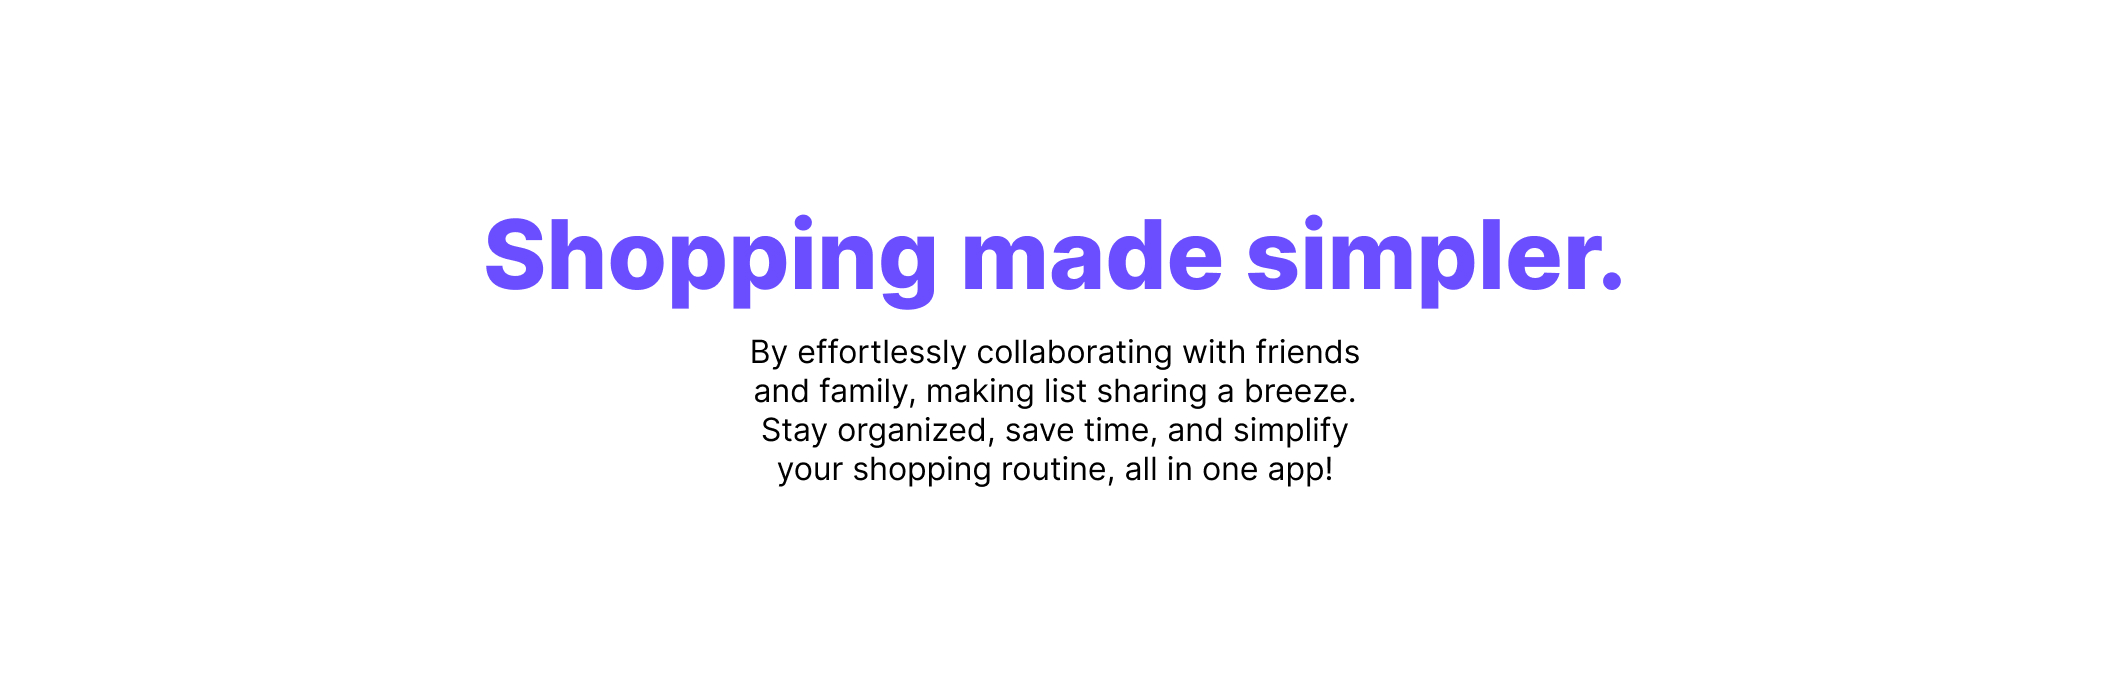 Shopping made simpler.
By effortlessly collaborating with friends
and family, making list sharing a breeze.
Stay organized, save time, and simplify
your shopping routine, all in one app!